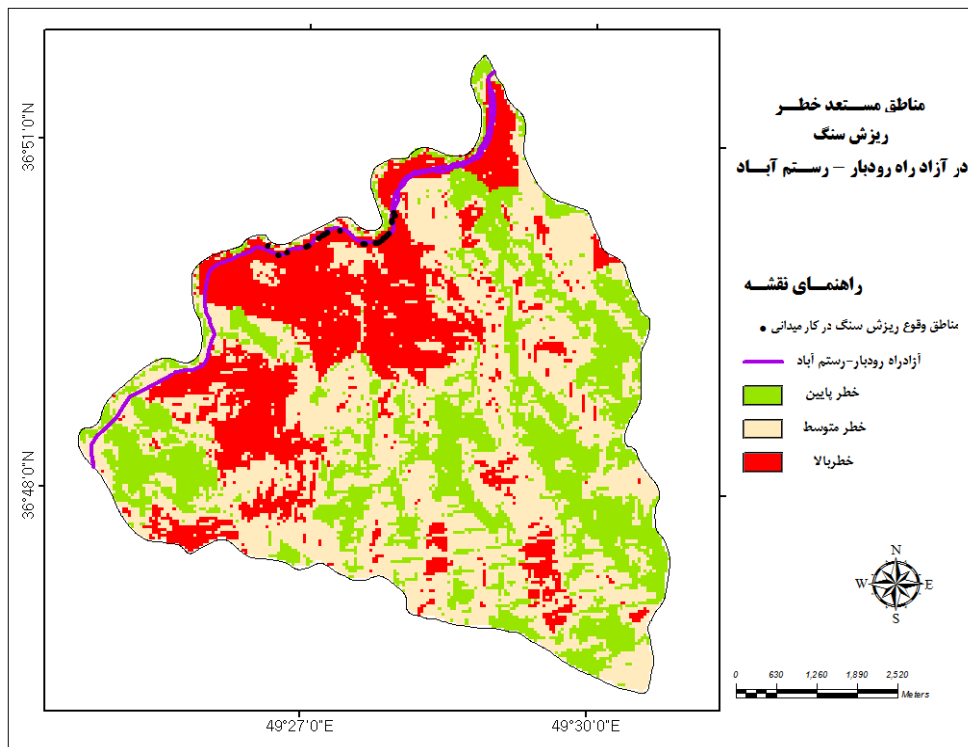 مناطق مستعد خطر
ریزش سنگ
در آزاد راه رودبار – رستم آباد
راهنمای نقشه
مناطق وقوع ریزش سنگ در کار میدانی
آزادراه رودبار-رستم آباد
خطر پایین
خطر متوسط
خطربالا
N
W E
S
0 630 1,260 1,890 2,520
Meters
36°51'0"N
36°48'0"N
49°27'0"E 49°30'0"E